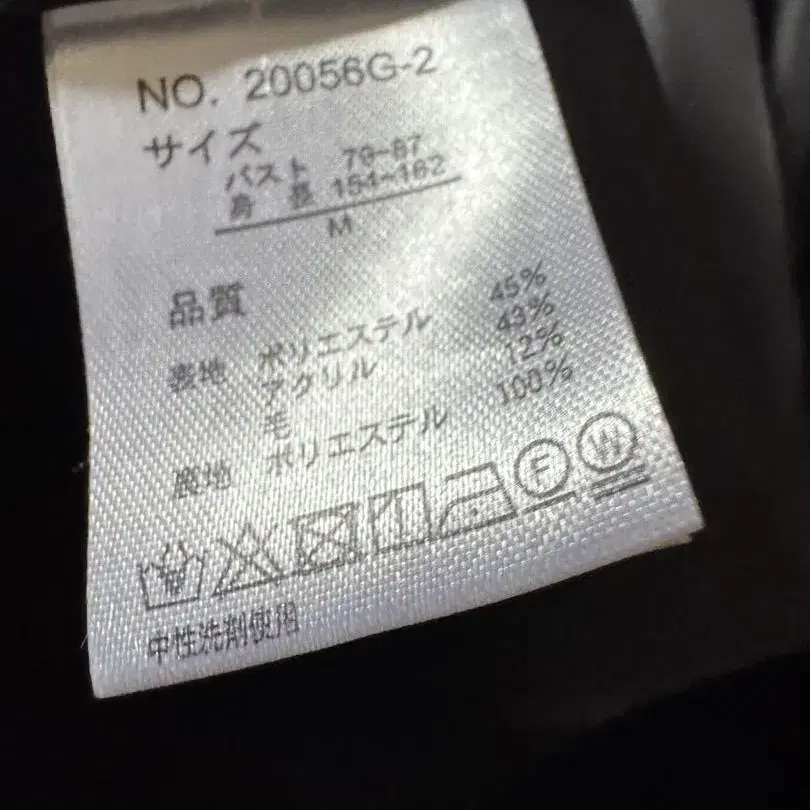 NO. 20056G-2
サイズ
バスト 79~87
身長 154~162
M
品質
表地 ポリエステル 45%
アクリル 43%
毛 12%
裏地 ポリエステル 100%
F W
中性洗剤使用